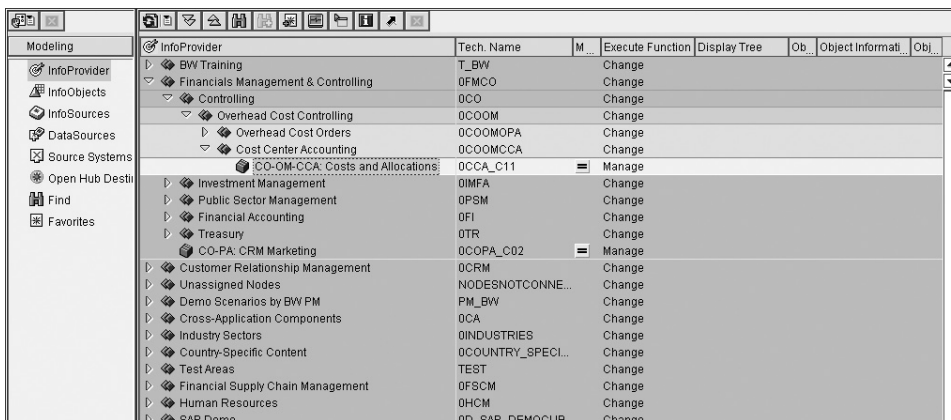 Modeling
InfoProvider
InfoObjects
InfoSources
DataSources
Source Systems
Open Hub Desti
Find
Favorites
InfoProvider Tech. Name M... Execute Function Display Tree Ob... Object Informati... Obj...
BW Training T_BW Change
Financials Management & Controlling 0FMCO Change
Controlling 0CO Change
Overhead Cost Controlling 0COOM Change
Overhead Cost Orders 0COOMOPA Change
Cost Center Accounting 0COOMCCA Change
CO-OM-CCA: Costs and Allocations 0CCA_C11 = Manage
Investment Management 0IMFA Change
Public Sector Management 0PSM Change
Financial Accounting 0FI Change
Treasury 0TR Change
CO-PA: CRM Marketing 0COPA_C02 = Manage
Customer Relationship Management 0CRM Change
Unassigned Nodes NODESNOTCONNE... Change
Demo Scenarios by BW PM PM_BW Change
Cross-Application Components 0CA Change
Industry Sectors 0INDUSTRIES Change
Country-Specific Content 0COUNTRY_SPECI... Change
Test Areas TEST Change
Financial Supply Chain Management 0FSCM Change
Human Resources 0HCM Change
SAP Demo Change